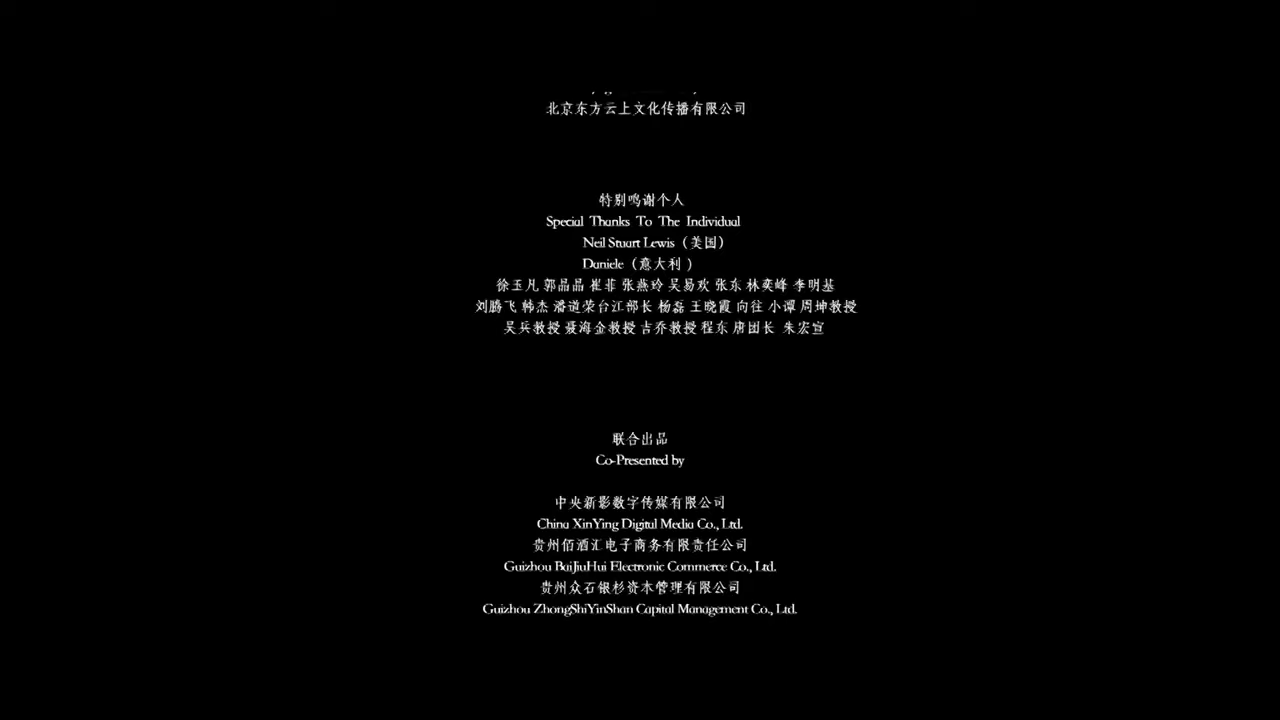 北京东方云上文化传播有限公司
特别鸣谢个人
Special Thanks To The Individual
Neil Stuart Lewis（美国）
Daniele（意大利）
徐玉凡 郭晶晶 崔菲 张燕玲 吴易欢 张东 林奕峰 李明基
刘腾飞 韩杰 潘道荣台江部长 杨磊 王晓霞 向往 小谭 周坤教授
吴兵教授 聂海金教授 吉乔教授 程东 唐团长 朱宏宣
联合出品
Co-Presented by
中央新影数字传媒有限公司
China XinYing Digital Media Co., Ltd.
贵州佰酒汇电子商务有限责任公司
Guizhou BaiJiuHui Electronic Commerce Co., Ltd.
贵州众石银杉资本管理有限公司
Guizhou ZhongShiYinShan Capital Management Co., Ltd.